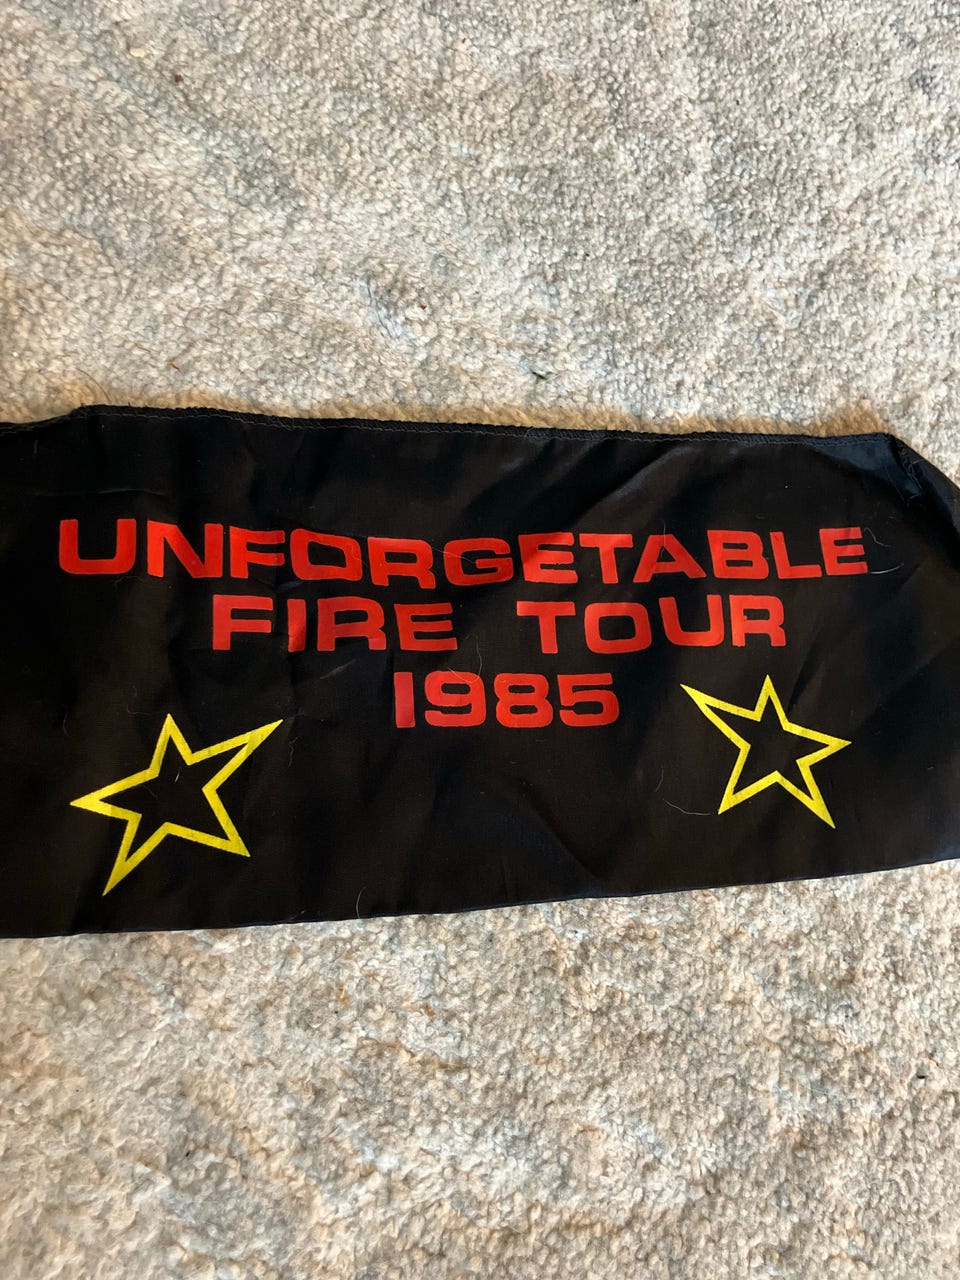 UNFORGETABLE
FIRE TOUR
1985